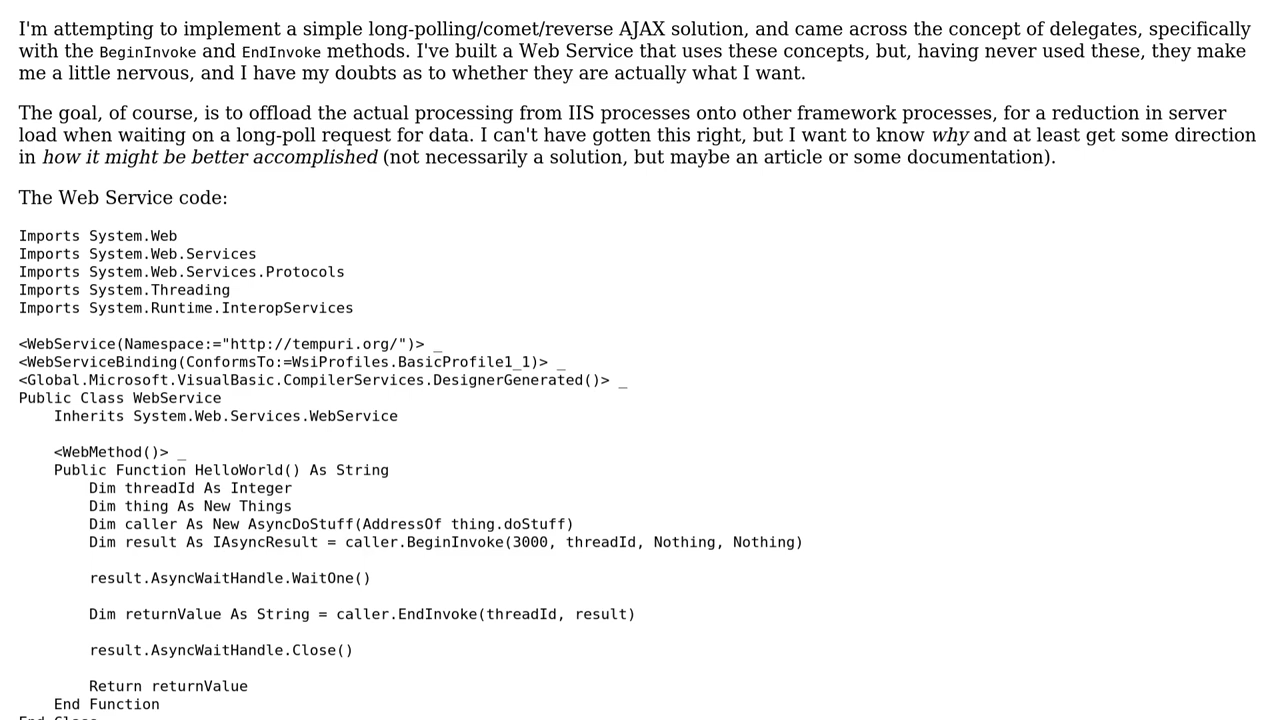 I'm attempting to implement a simple long-polling/comet/reverse AJAX solution, and came across the concept of delegates, specifically
with the BeginInvoke and EndInvoke methods. I've built a Web Service that uses these concepts, but, having never used these, they make
me a little nervous, and I have my doubts as to whether they are actually what I want.
The goal, of course, is to offload the actual processing from IIS processes onto other framework processes, for a reduction in server
load when waiting on a long-poll request for data. I can't have gotten this right, but I want to know why and at least get some direction
in how it might be better accomplished (not necessarily a solution, but maybe an article or some documentation).
The Web Service code:
Imports System.Web
Imports System.Web.Services
Imports System.Web.Services.Protocols
Imports System.Threading
Imports System.Runtime.InteropServices
<WebService(Namespace:="http://tempuri.org/")> _
<WebServiceBinding(ConformsTo:=WsiProfiles.BasicProfile1_1)> _
<Global.Microsoft.VisualBasic.CompilerServices.DesignerGenerated()> _
Public Class WebService
    Inherits System.Web.Services.WebService
    <WebMethod()> _
    Public Function HelloWorld() As String
        Dim threadId As Integer
        Dim thing As New Things
        Dim caller As New AsyncDoStuff(AddressOf thing.doStuff)
        Dim result As IAsyncResult = caller.BeginInvoke(3000, threadId, Nothing, Nothing)
        result.AsyncWaitHandle.WaitOne()
        Dim returnValue As String = caller.EndInvoke(threadId, result)
        result.AsyncWaitHandle.Close()
        Return returnValue
    End Function
End Class